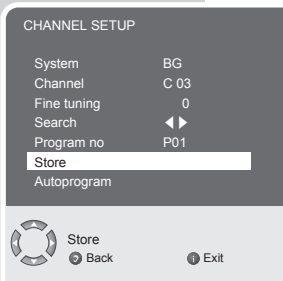 CHANNEL SETUP
System BG
Channel C 03
Fine tuning 0
Search
Program no P01
Store
Autoprogram
Store
Back
i Exit